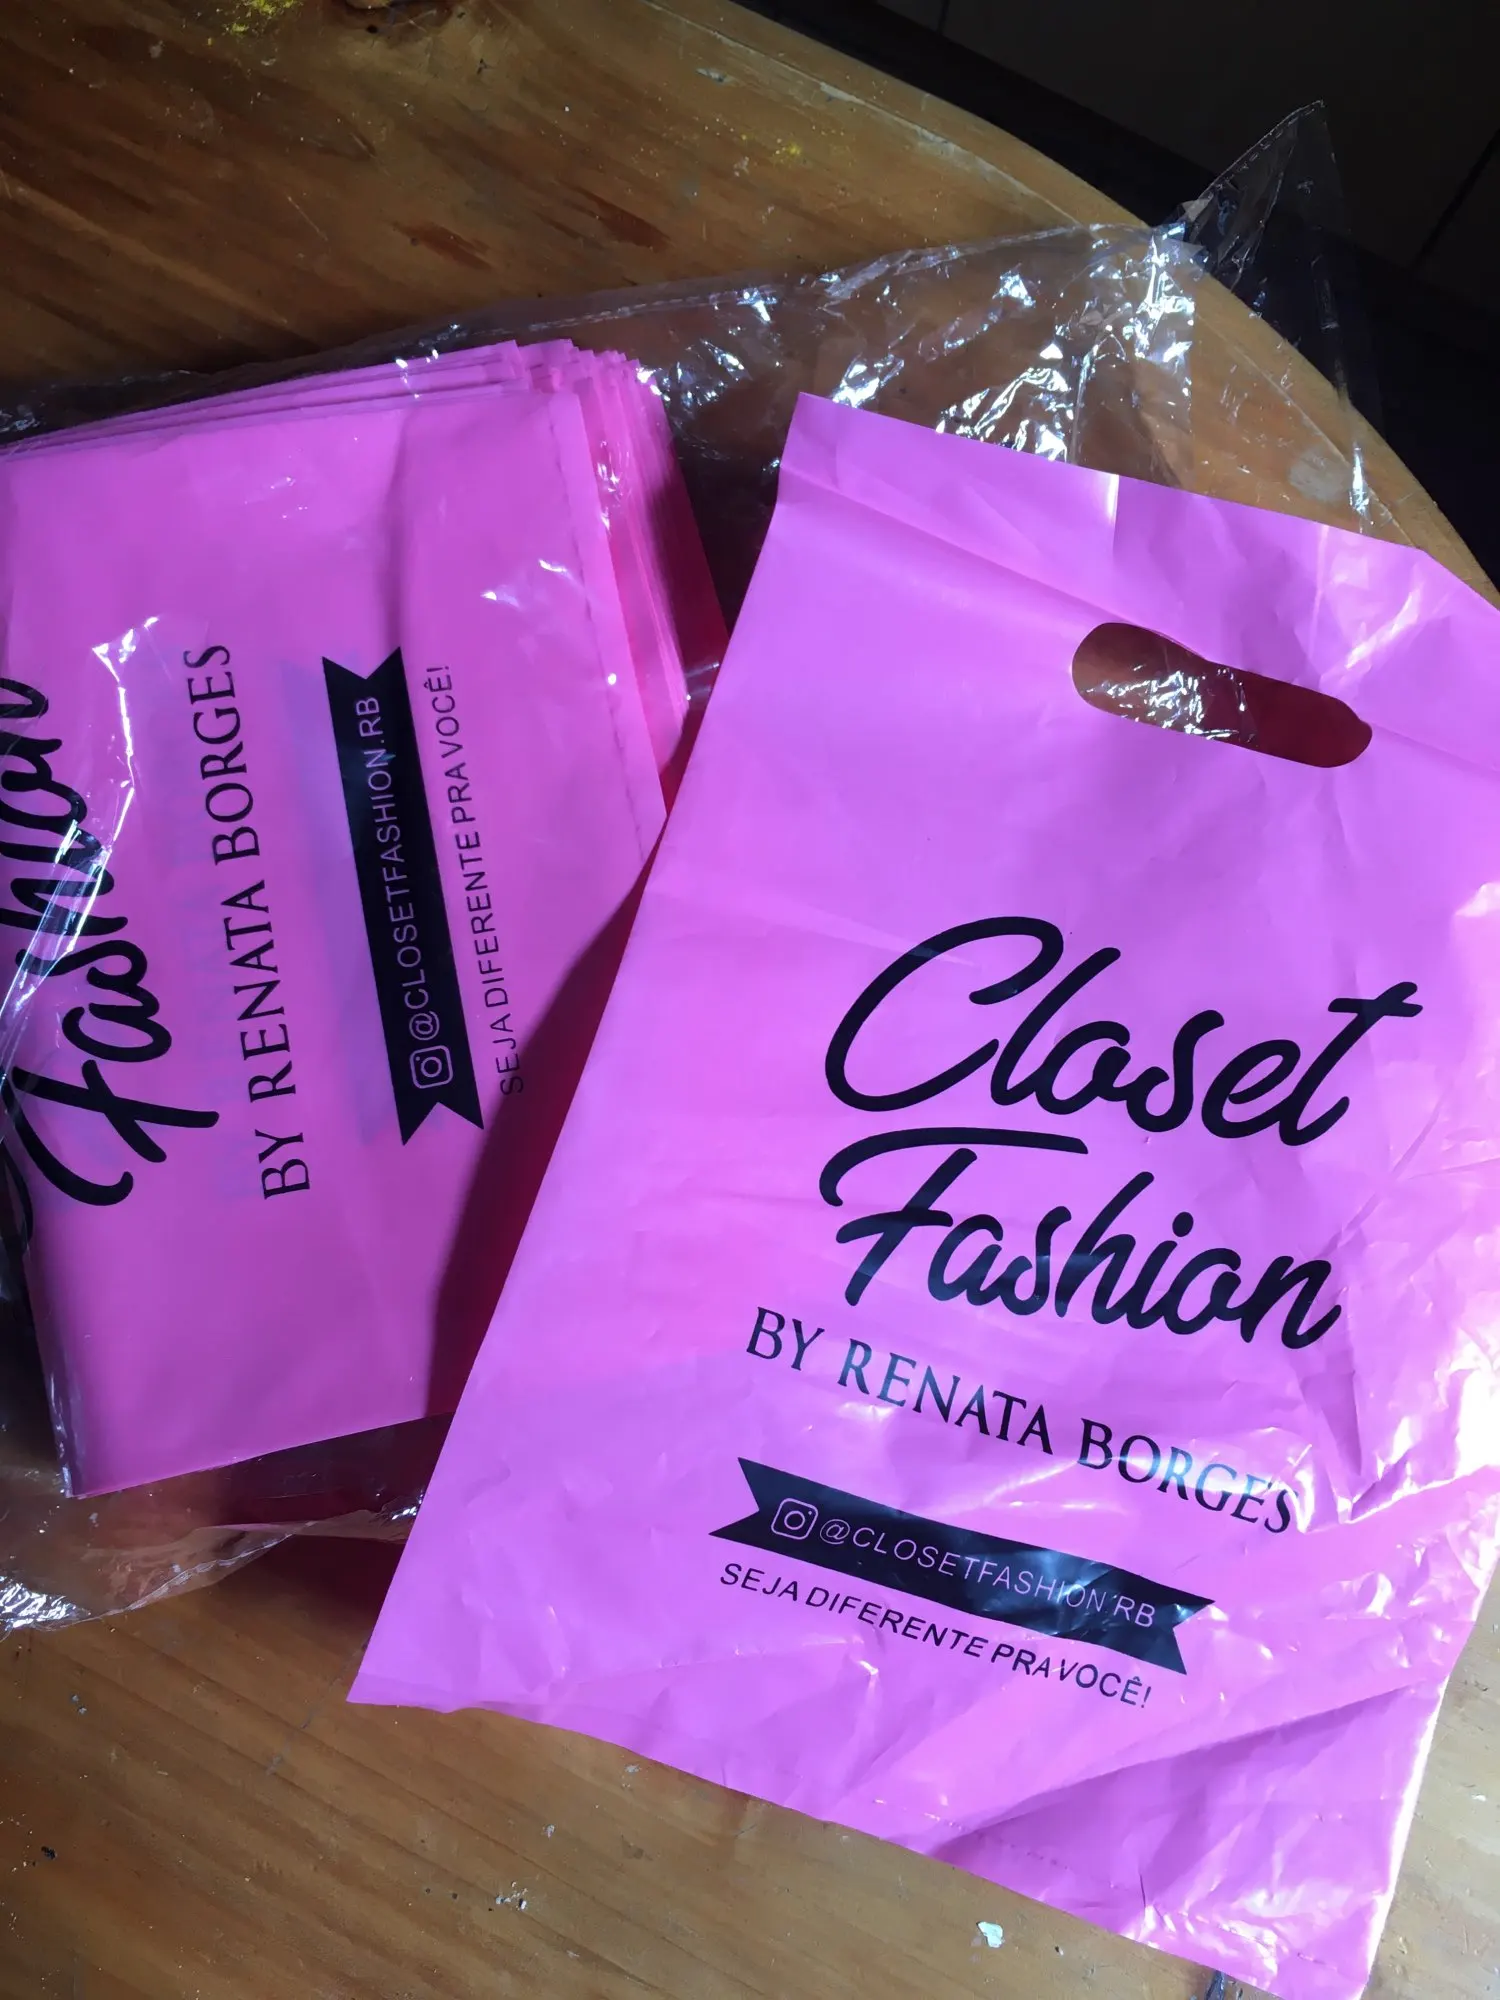 Fashion
BY RENATA BORGES
@CLOSETFASHION.RB
SEJA DIFERENTE PRA VOCÊ!
Closet
Fashion
BY RENATA BORGES
@CLOSETFASHION.RB
SEJA DIFERENTE PRA VOCÊ!